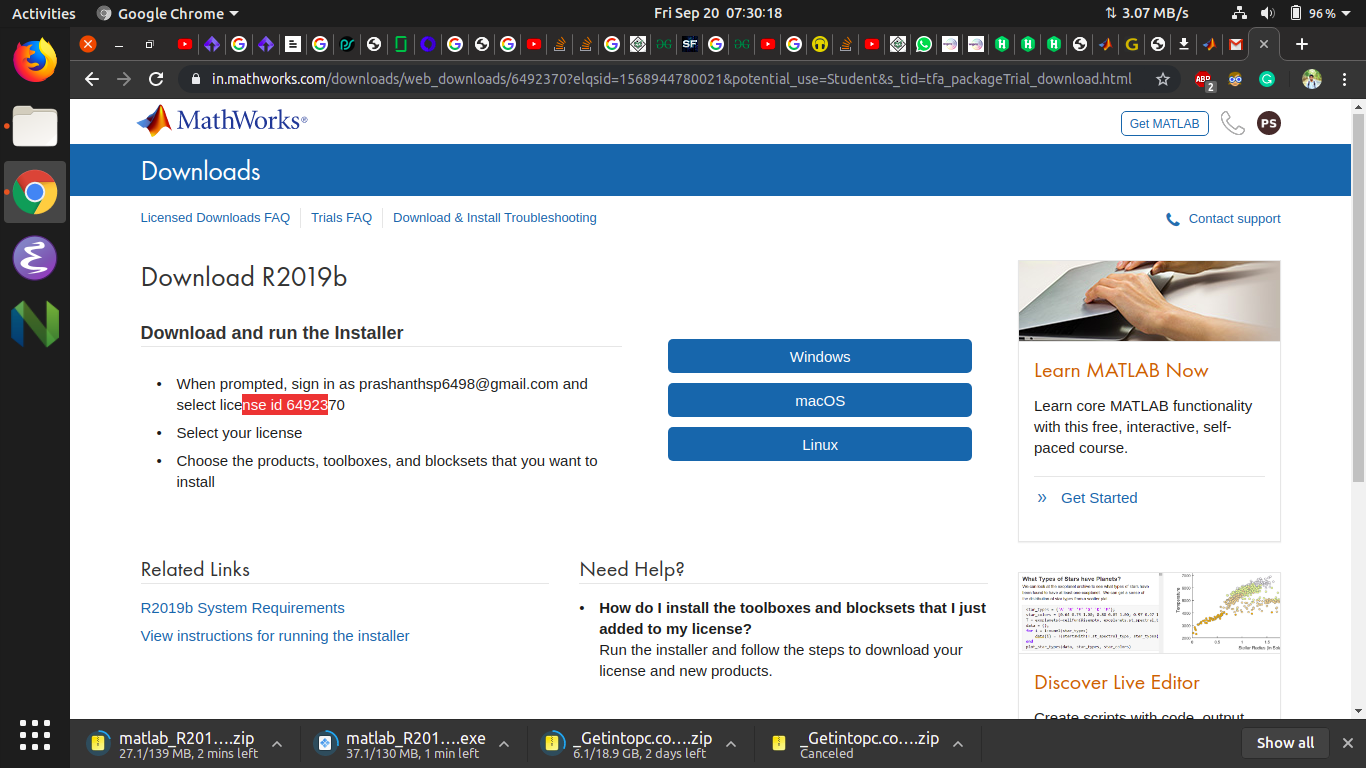 Activities
Google Chrome
Fri Sep 20 07:30:18
3.07 MB/s
96%
in.mathworks.com/downloads/web_downloads/6492370?elqsid=1568944780021&potential_use=Student&s_tid=tfa_packageTrial_download.html
ABP
2
MathWorks®
Get MATLAB
PS
Downloads
Licensed Downloads FAQ
Trials FAQ
Download & Install Troubleshooting
Contact support
Download R2019b
Download and run the Installer
• When prompted, sign in as prashanthsp6498@gmail.com and
select license id 6492370
• Select your license
• Choose the products, toolboxes, and blocksets that you want to
install
Windows
macOS
Linux
Learn MATLAB Now
Learn core MATLAB functionality
with this free, interactive, self-
paced course.
» Get Started
Related Links
R2019b System Requirements
View instructions for running the installer
Need Help?
• How do I install the toolboxes and blocksets that I just
added to my license?
Run the installer and follow the steps to download your
license and new products.
What Types of Stars have Planets?
Temperature
Discover Live Editor
Create scripts with code, output,
matlab_R201....zip
27.1/139 MB, 2 mins left
matlab_R201....exe
37.1/130 MB, 1 min left
_Getintopc.co....zip
6.1/18.9 GB, 2 days left
_Getintopc.co....zip
Canceled
Show all